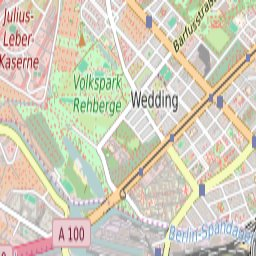 Julius-
Leber-
Kaserne
Barfusstraße
Volkspark
Rehberge
Wedding
A 100
Berlin-Spandau